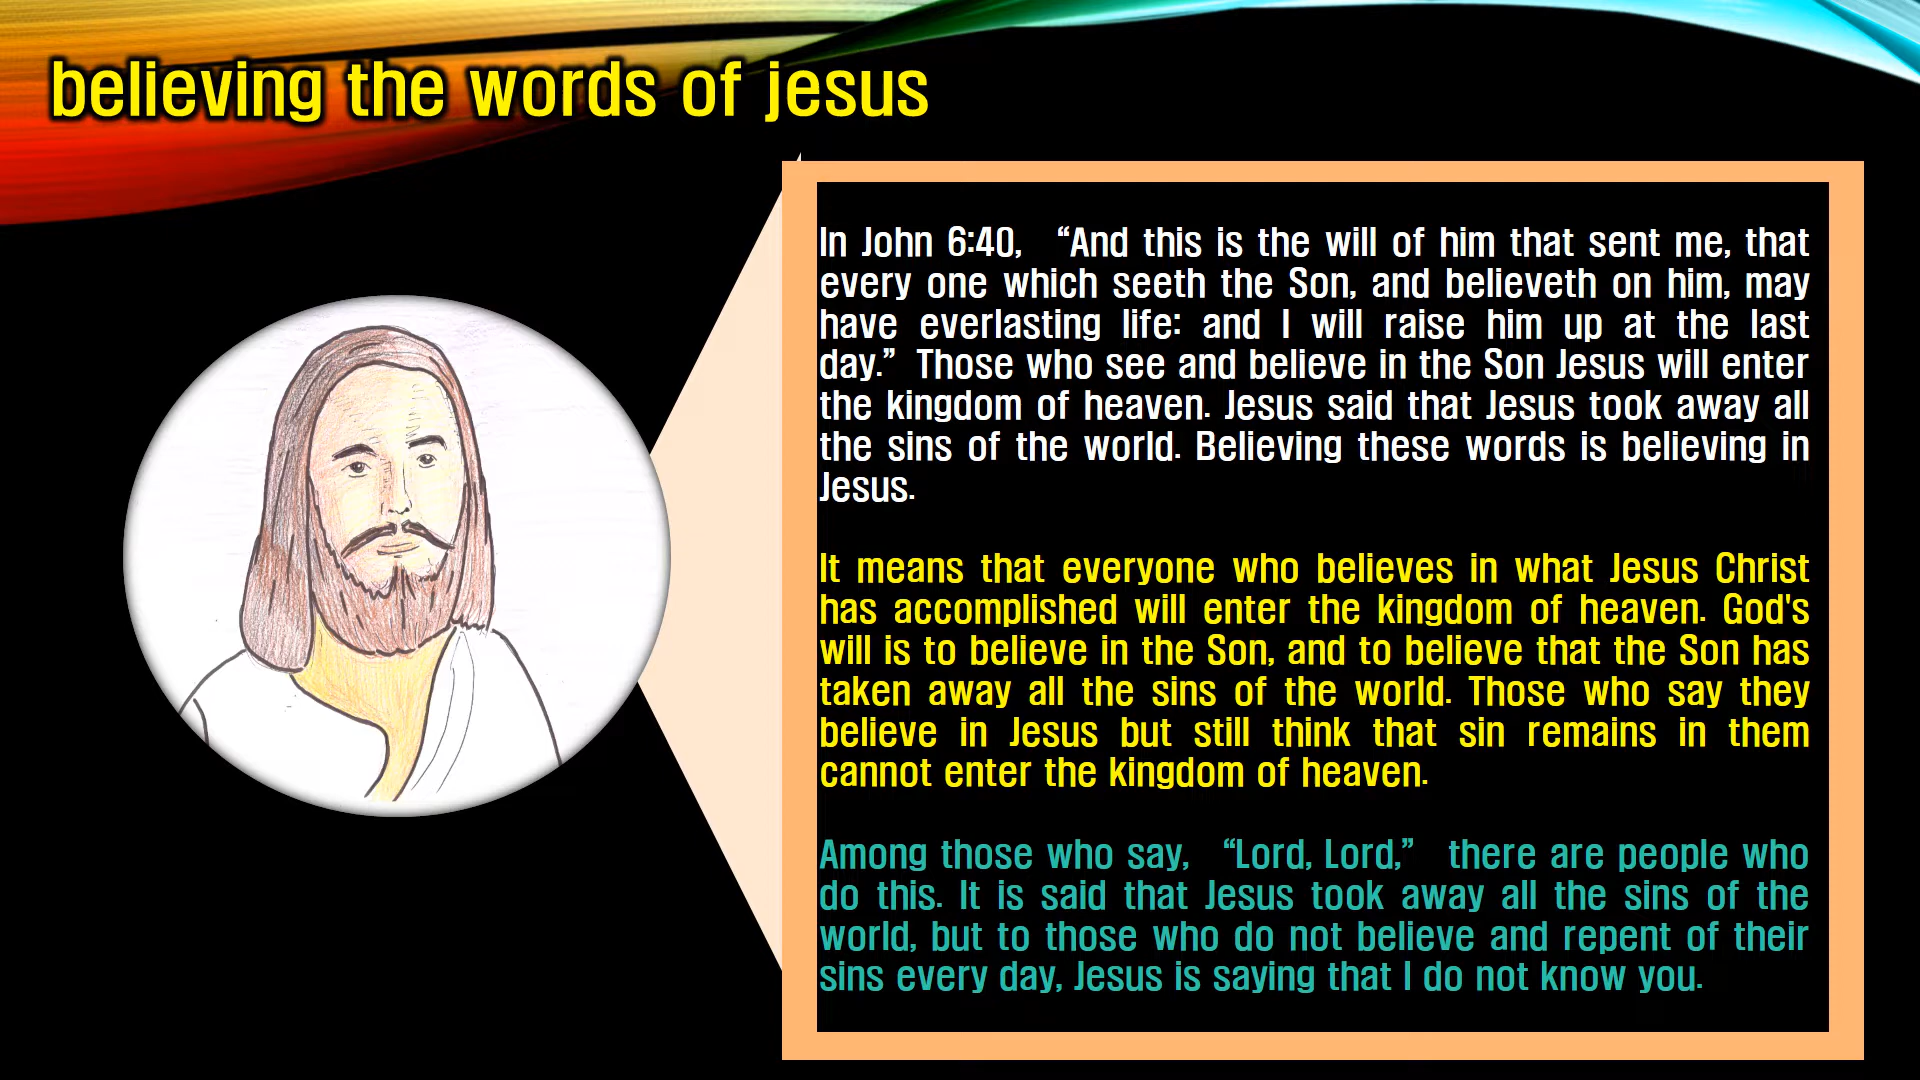 believing the words of jesus
In John 6:40, “And this is the will of him that sent me, that
every one which seeth the Son, and believeth on him, may
have everlasting life: and I will raise him up at the last
day.” Those who see and believe in the Son Jesus will enter
the kingdom of heaven. Jesus said that Jesus took away all
the sins of the world. Believing these words is believing in
Jesus.
It means that everyone who believes in what Jesus Christ
has accomplished will enter the kingdom of heaven. God's
will is to believe in the Son, and to believe that the Son has
taken away all the sins of the world. Those who say they
believe in Jesus but still think that sin remains in them
cannot enter the kingdom of heaven.
Among those who say, “Lord, Lord,” there are people who
do this. It is said that Jesus took away all the sins of the
world, but to those who do not believe and repent of their
sins every day, Jesus is saying that I do not know you.